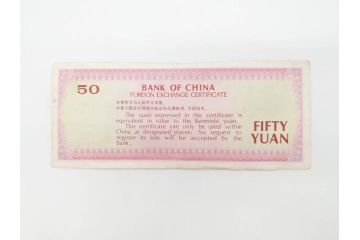 50
BANK OF CHINA
FOREIGN EXCHANGE CERTIFICATE
The yuan expressed in this certificate is
equivalent in value to the Renminbi yuan.
This certificate can only be used within
China at designated places. No request to
register its loss will be accepted by the
Bank.
FIFTY
YUAN